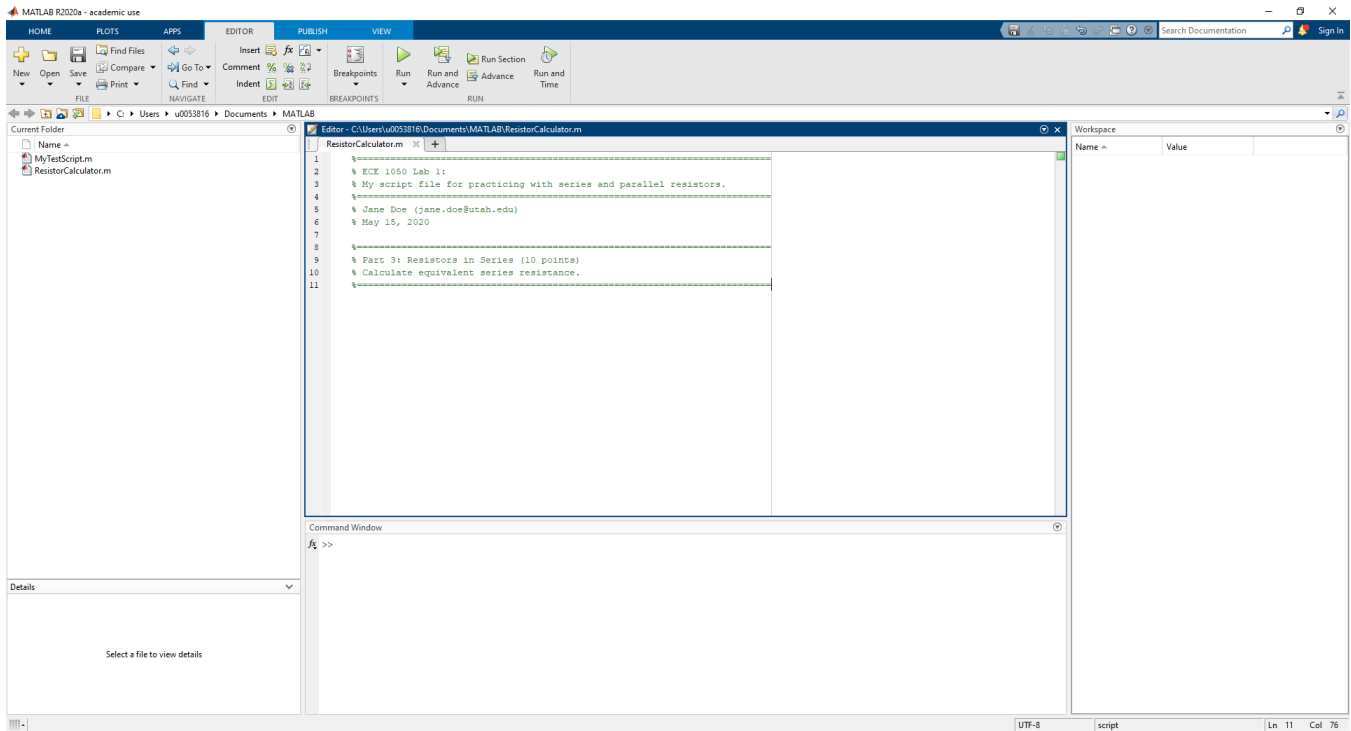 MATLAB R2020a - academic use
HOME PLOTS APPS EDITOR PUBLISH VIEW
Search Documentation Sign In
New Open Save
Find Files
Compare
Print
FILE
Go To
Find
NAVIGATE
Insert fx
Comment %
Indent
EDIT
Breakpoints
BREAKPOINTS
Run
Run and Advance
Run Section
Advance
Run and Time
RUN
C: Users u0053816 Documents MATLAB
Current Folder
Name
MyTestScript.m
ResistorCalculator.m
Details
Select a file to view details
Editor - C:\Users\u0053816\Documents\MATLAB\ResistorCalculator.m
ResistorCalculator.m +
1 %==========================================================================
2 % ECE 1050 Lab 1:
3 % My script file for practicing with series and parallel resistors.
4 %==========================================================================
5 % Jane Doe (jane.doe@utah.edu)
6 % May 15, 2020
7
8 %==========================================================================
9 % Part 3: Resistors in Series (10 points)
10 % Calculate equivalent series resistance.
11 %==========================================================================
Command Window
fx >>
Workspace
Name Value
UTF-8 script Ln 11 Col 76